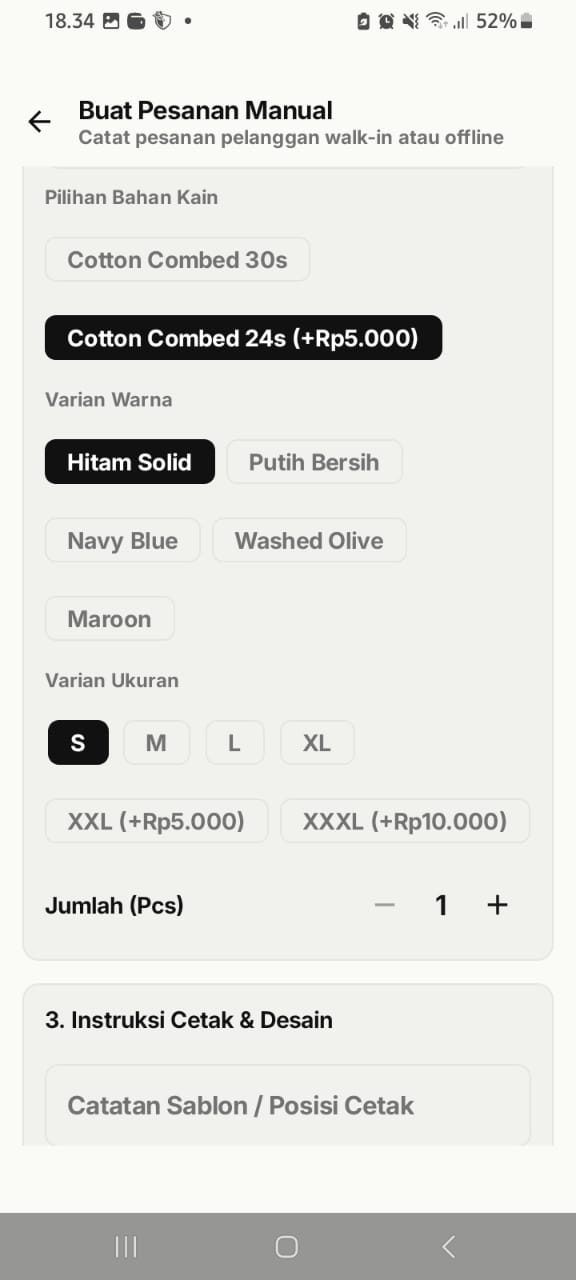 18.34 52%
Buat Pesanan Manual
Catat pesanan pelanggan walk-in atau offline
Pilihan Bahan Kain
Cotton Combed 30s
Cotton Combed 24s (+Rp5.000)
Varian Warna
Hitam Solid Putih Bersih
Navy Blue Washed Olive
Maroon
Varian Ukuran
S M L XL
XXL (+Rp5.000) XXXL (+Rp10.000)
Jumlah (Pcs) 1
3. Instruksi Cetak & Desain
Catatan Sablon / Posisi Cetak